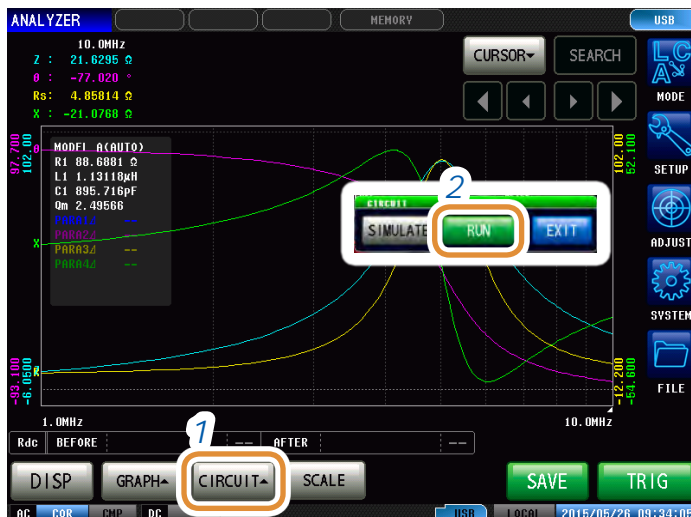 ANALYZER
MEMORY
USB
10.0MHz
Z : 21.6295 Ω
θ : -77.020 °
Rs: 4.85814 Ω
X : -21.0768 Ω
CURSOR▾
SEARCH
MODE
SETUP
ADJUST
SYSTEM
FILE
97.700
102.00
102.00
52.100
MODEL A(AUTO)
R1 88.6881 Ω
L1 1.13118μH
C1 895.716pF
Qm 2.49566
PARA1⊿ --
PARA2⊿
PARA3⊿ --
PARA4⊿ --
X
2
CIRCUIT
SIMULATE
RUN
EXIT
-93.100
-6.0500
-12.200
-54.600
1.0MHz
10.0MHz
1
Rdc BEFORE -- AFTER --
DISP
GRAPH▴
CIRCUIT▴
SCALE
SAVE
TRIG
AC COR CMP DC USB LOCAL 2015/05/26 09:34:05